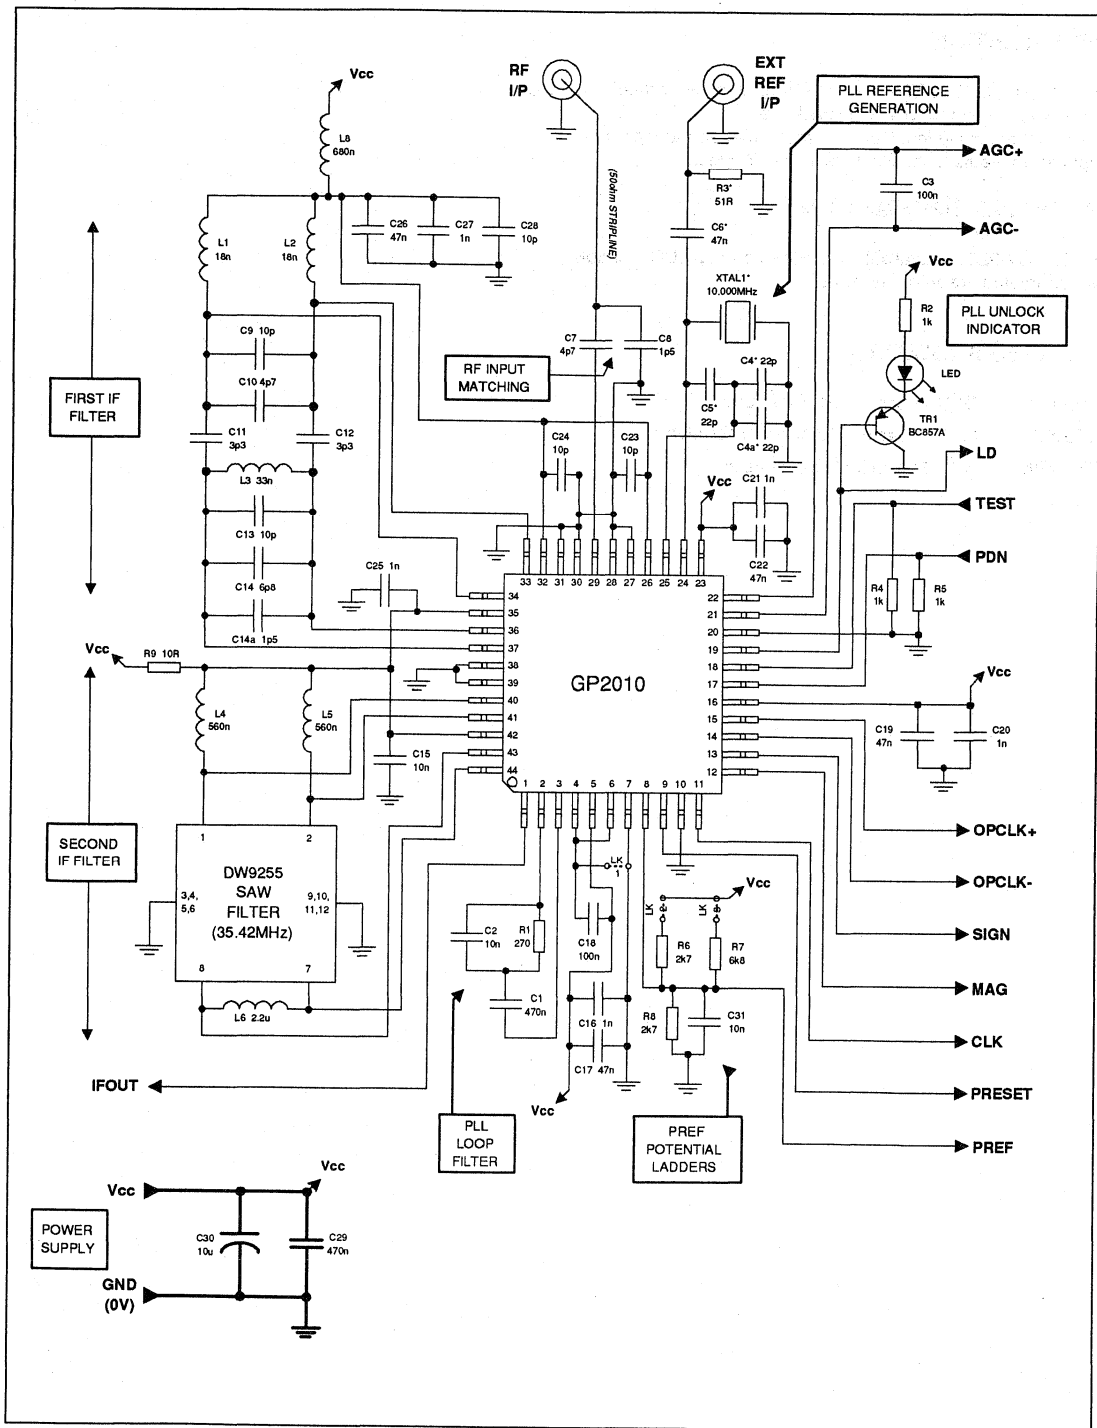 RF
I/P
EXT
REF
I/P
PLL REFERENCE
GENERATION
Vcc
L8
680n
(50ohm STRIPLINE)
R3*
51R
AGC+
C3
100n
AGC-
C6*
47n
L1
18n
L2
18n
C26
47n
C27
1n
C28
10p
XTAL1*
10.000MHz
Vcc
R2
1k
PLL UNLOCK
INDICATOR
C9 10p
C10 4p7
C7
4p7
C8
1p5
RF INPUT
MATCHING
C4* 22p
C5*
22p
C4a* 22p
LED
TR1
BC857A
FIRST IF
FILTER
C11
3p3
C12
3p3
L3 33n
C24
10p
C23
10p
Vcc
C21 1n
LD
C13 10p
TEST
C22
47n
C25 1n
PDN
C14 6p8
C14a 1p5
R4
1k
R5
1k
33 32 31 30 29 28 27 26 25 24 23
34
35
36
37
38
39
40
41
42
43
44
22
21
20
19
18
17
16
15
14
13
12
GP2010
1 2 3 4 5 6 7 8 9 10 11
Vcc
R9 10R
L4
560n
L5
560n
C15
10n
Vcc
C19
47n
C20
1n
SECOND
IF FILTER
1
2
DW9255
SAW
FILTER
(35.42MHz)
3,4,
5,6
9,10,
11,12
8
7
L6 2.2u
OPCLK+
OPCLK-
SIGN
MAG
CLK
PRESET
PREF
LK
1
Vcc
LK
2
LK
3
C2
10n
R1
270
C18
100n
R6
2k7
R7
6k8
C1
470n
C16 1n
C17 47n
R8
2k7
C31
10n
IFOUT
Vcc
PLL
LOOP
FILTER
PREF
POTENTIAL
LADDERS
Vcc
Vcc
POWER
SUPPLY
C30
10u
C29
470n
GND
(0V)